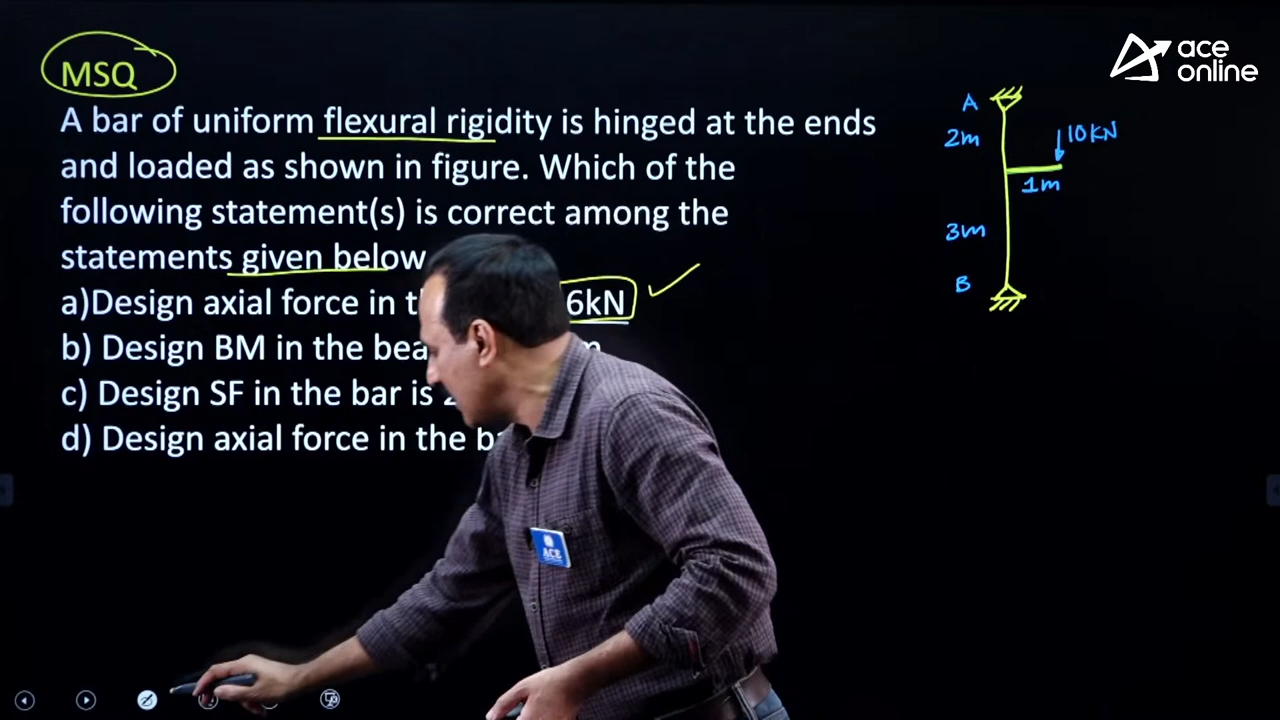 MSQ
A bar of uniform flexural rigidity is hinged at the ends
and loaded as shown in figure. Which of the
following statement(s) is correct among the
statements given below
a)Design axial force in 6kN
b) Design BM in the
c) Design SF in the bar is
d) Design axial force in the
ace
online
A
2m
10KN
1m
3m
B
ACE